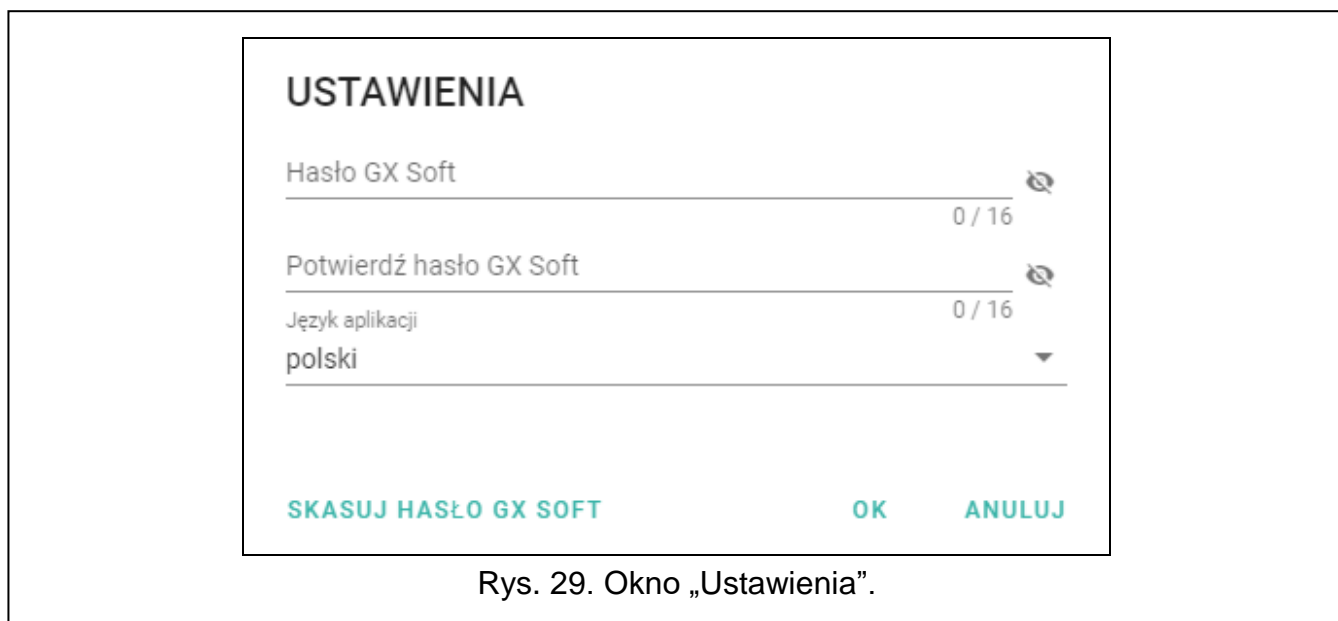 USTAWIENIA
Hasło GX Soft
0 / 16
Potwierdź hasło GX Soft
0 / 16
Język aplikacji
polski
SKASUJ HASŁO GX SOFT OK ANULUJ
Rys. 29. Okno „Ustawienia”.